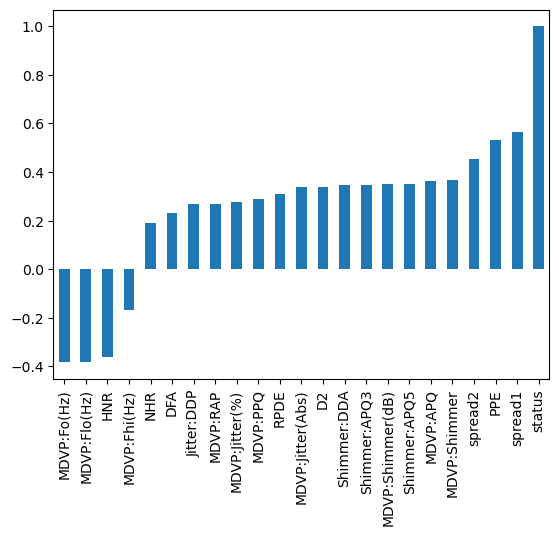 1.0
0.8
0.6
0.4
0.2
0.0
−0.2
−0.4
MDVP:Fo(Hz)
MDVP:Flo(Hz)
HNR
MDVP:Fhi(Hz)
NHR
DFA
Jitter:DDP
MDVP:RAP
MDVP:Jitter(%)
MDVP:PPQ
RPDE
MDVP:Jitter(Abs)
D2
Shimmer:DDA
Shimmer:APQ3
MDVP:Shimmer(dB)
Shimmer:APQ5
MDVP:APQ
MDVP:Shimmer
spread2
PPE
spread1
status